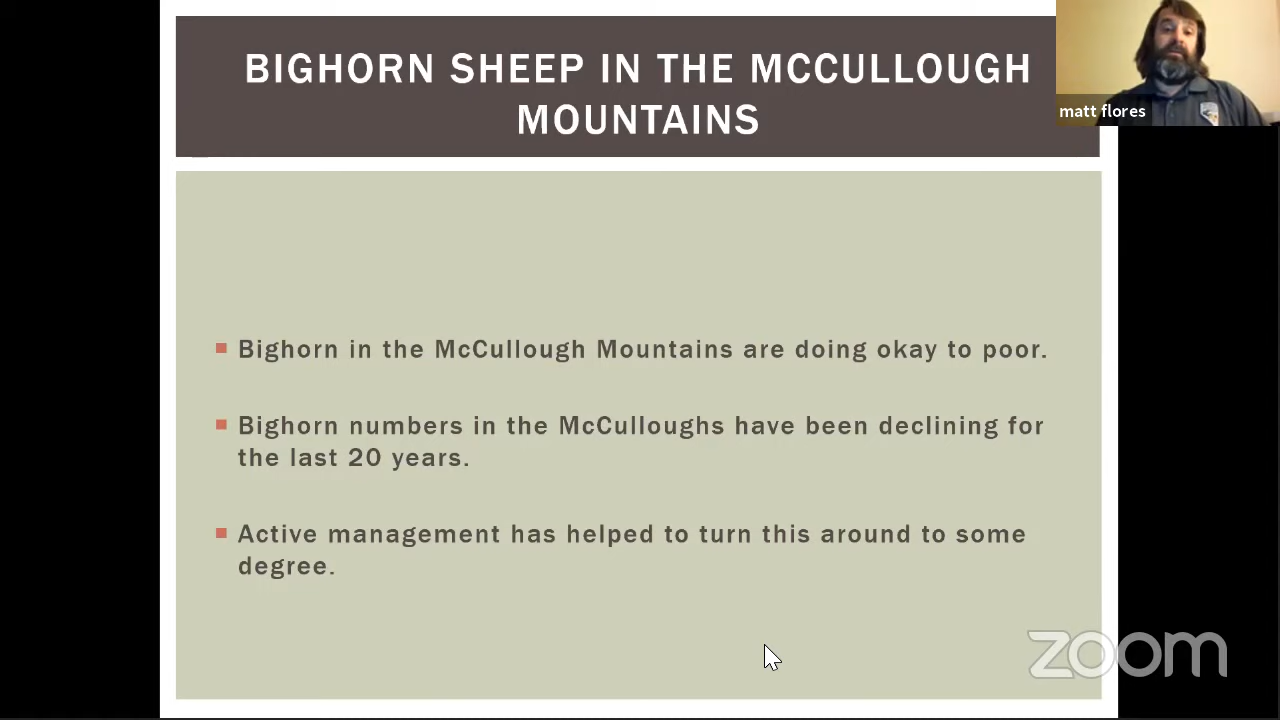 BIGHORN SHEEP IN THE MCCULLOUGH
MOUNTAINS
matt flores
Bighorn in the McCullough Mountains are doing okay to poor.
Bighorn numbers in the McCulloughs have been declining for
the last 20 years.
Active management has helped to turn this around to some
degree.
zoom